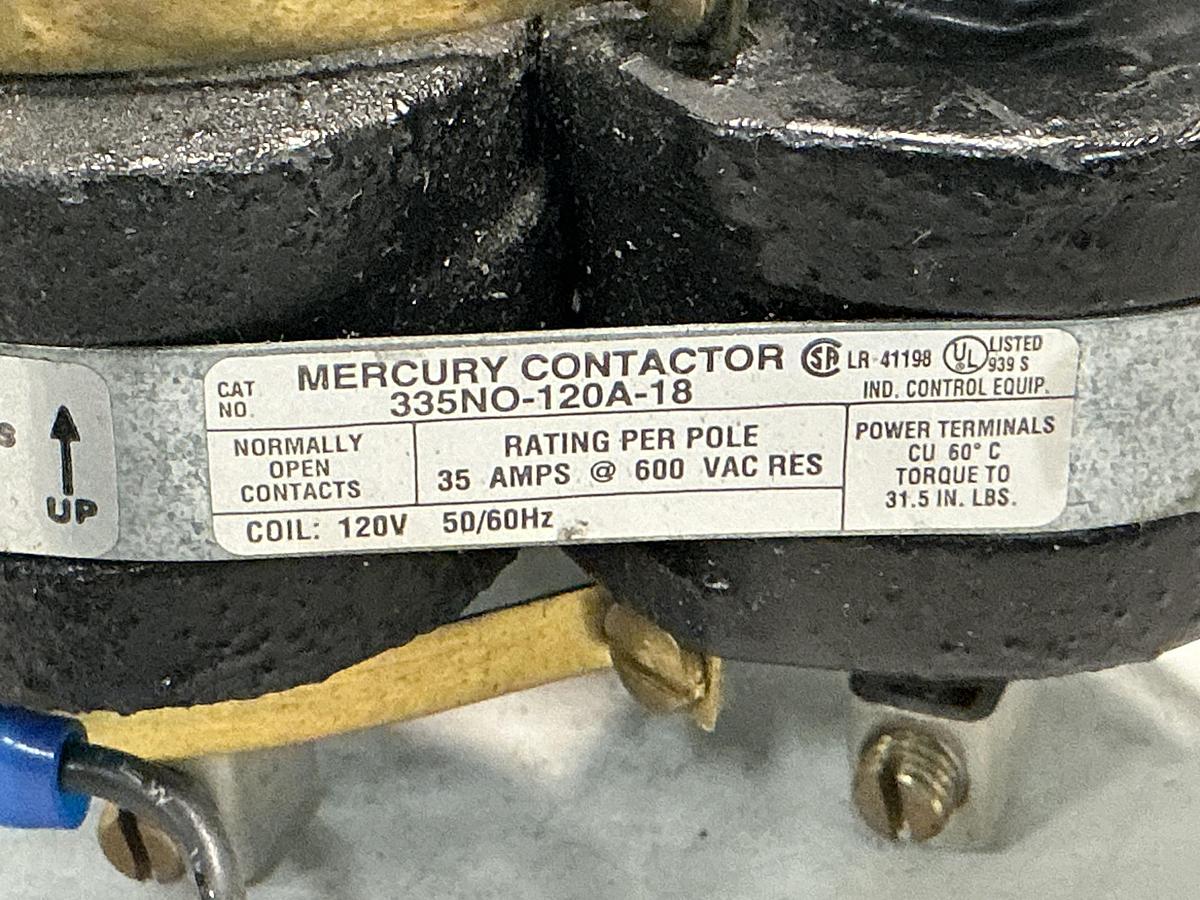 S
UP
MERCURY CONTACTOR SA LR-41198 UL LISTED
939 S
CAT
NO. 335NO-120A-18 IND. CONTROL EQUIP.
NORMALLY
OPEN
CONTACTS
RATING PER POLE
35 AMPS @ 600 VAC RES
POWER TERMINALS
CU 60° C
TORQUE TO
31.5 IN. LBS.
COIL: 120V 50/60Hz